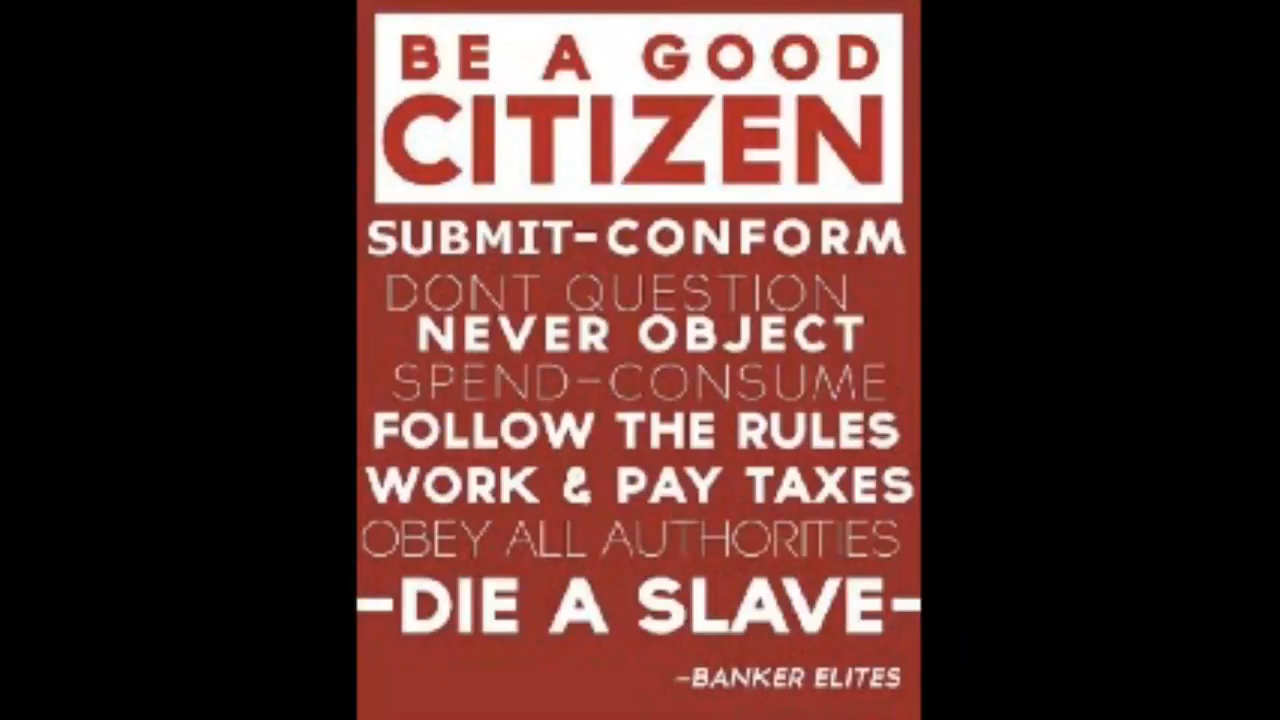 BE A GOOD
CITIZEN
SUBMIT-CONFORM
DONT QUESTION
NEVER OBJECT
SPEND-CONSUME
FOLLOW THE RULES
WORK & PAY TAXES
OBEY ALL AUTHORITIES
-DIE A SLAVE-
-BANKER ELITES